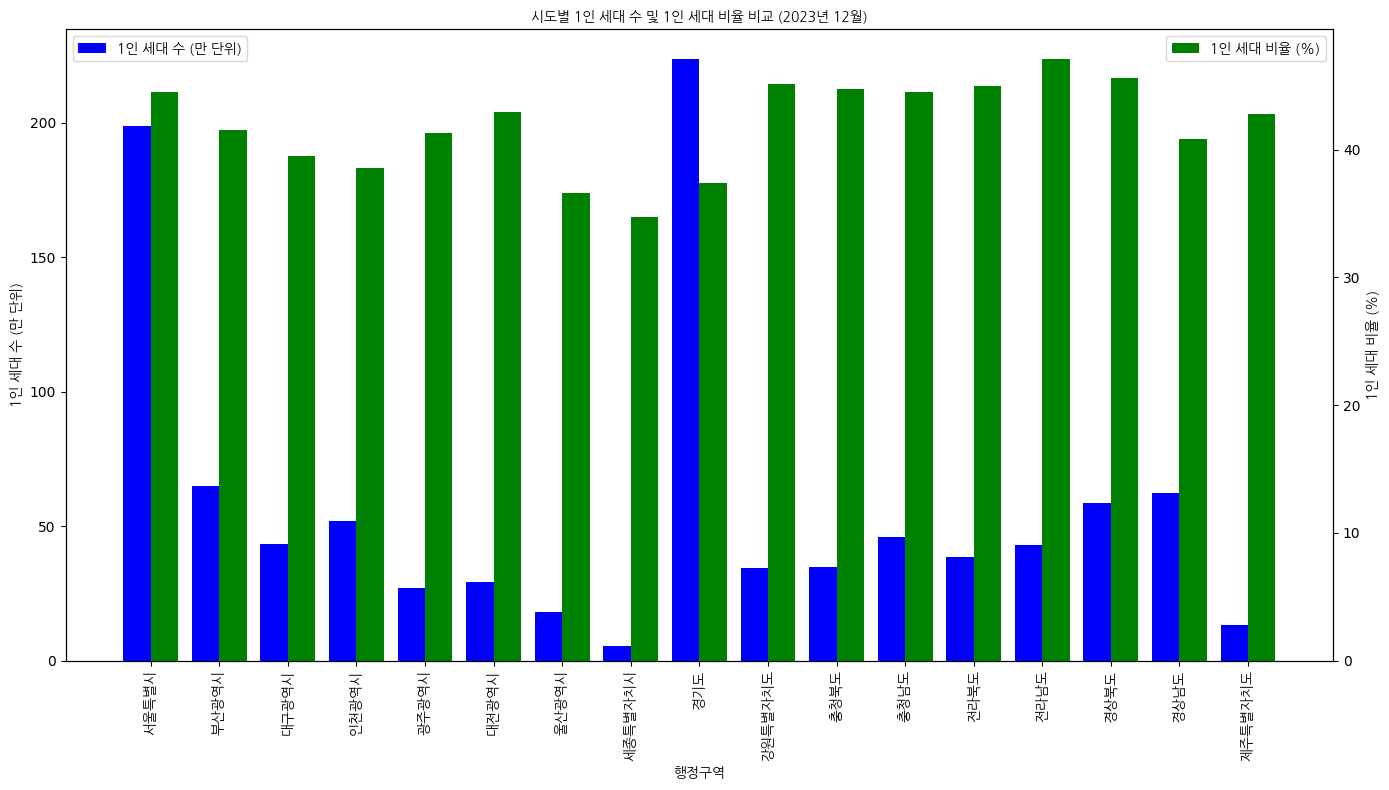 시도별 1인 세대 수 및 1인 세대 비율 비교 (2023년 12월)
1인 세대 수 (만 단위)
1인 세대 비율 (%)
200
150
100
50
0
1인 세대 수 (만 단위)
40
30
20
10
0
1인 세대 비율 (%)
서울특별시
부산광역시
대구광역시
인천광역시
광주광역시
대전광역시
울산광역시
세종특별자치시
경기도
강원특별자치도
충청북도
충청남도
전라북도
전라남도
경상북도
경상남도
제주특별자치도
행정구역